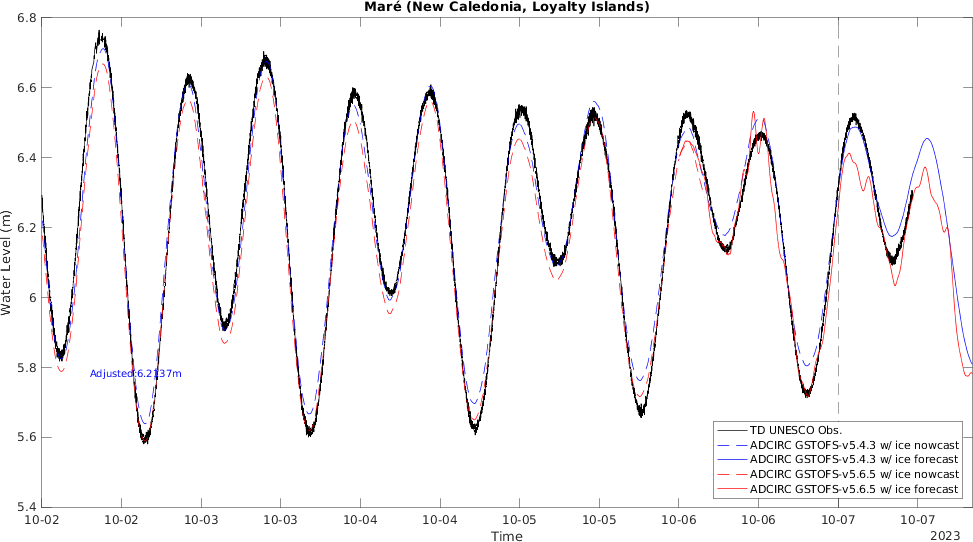 Maré (New Caledonia, Loyalty Islands)
6.8
6.6
6.4
6.2
6
5.8
5.6
5.4
Water Level (m)
Adjusted:6.2137m
TD UNESCO Obs.
ADCIRC GSTOFS-v5.4.3 w/ ice nowcast
ADCIRC GSTOFS-v5.4.3 w/ ice forecast
ADCIRC GSTOFS-v5.6.5 w/ ice nowcast
ADCIRC GSTOFS-v5.6.5 w/ ice forecast
10-02 10-02 10-03 10-03 10-04 10-04 10-05 10-05 10-06 10-06 10-07 10-07
Time
2023